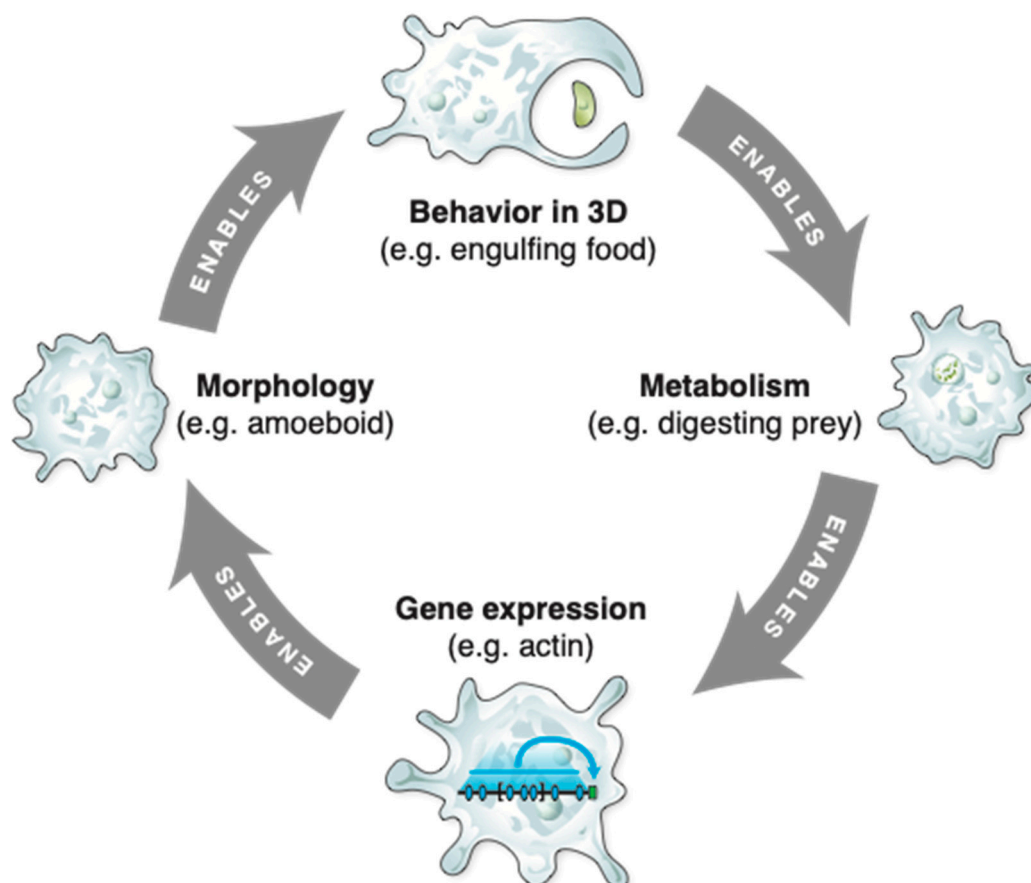 Behavior in 3D
(e.g. engulfing food)
ENABLES
Metabolism
(e.g. digesting prey)
ENABLES
Gene expression
(e.g. actin)
ENABLES
Morphology
(e.g. amoeboid)
ENABLES